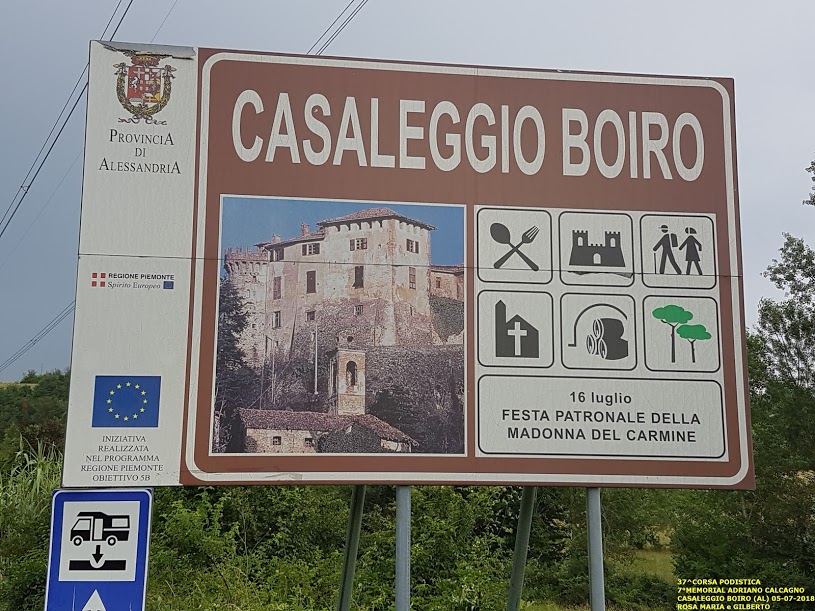 PROVINCIA
DI
ALESSANDRIA
CASALEGGIO BOIRO
REGIONE PIEMONTE
Spirito Europeo
INIZIATIVA
REALIZZATA
NEL PROGRAMMA
REGIONE PIEMONTE
OBIETTIVO 5B
16 luglio
FESTA PATRONALE DELLA
MADONNA DEL CARMINE
37^CORSA PODISTICA
7°MEMORIAL ADRIANO CALCAGNO
CASALEGGIO BOIRO (AL) 05-07-2018
ROSA MARIA e GILBERTO